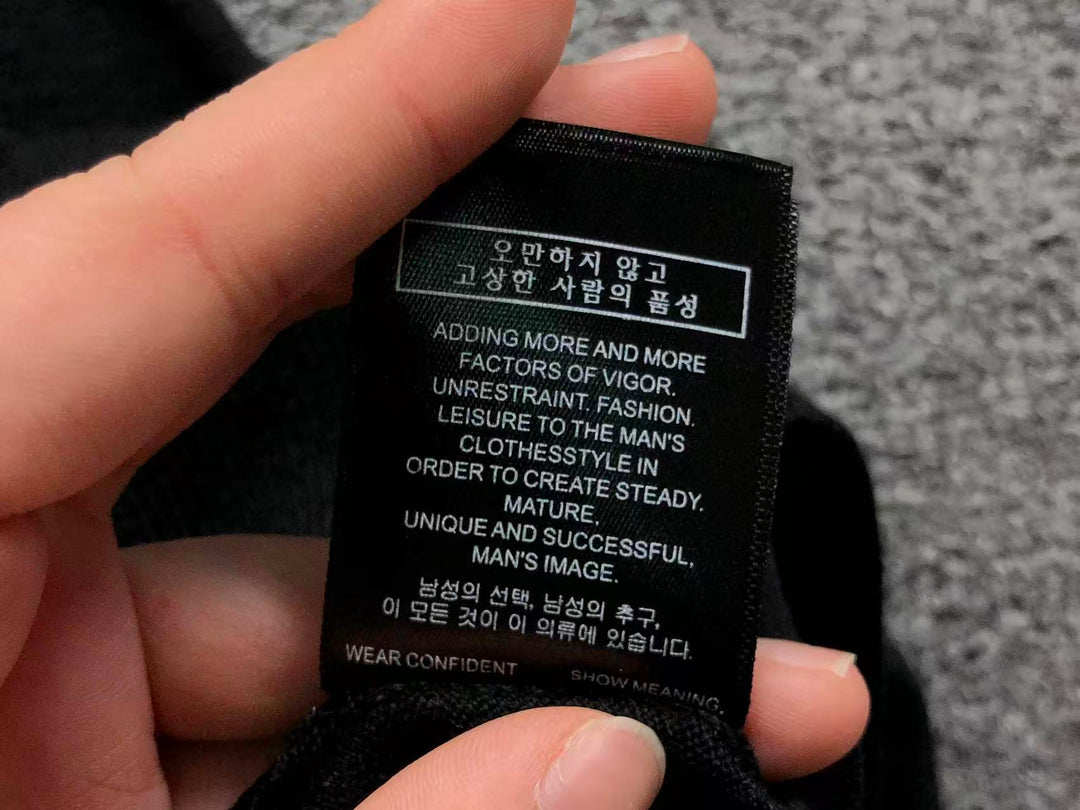 오만하지 않고
고상한 사람의 품성
ADDING MORE AND MORE
FACTORS OF VIGOR.
UNRESTRAINT. FASHION.
LEISURE TO THE MAN'S
CLOTHESSTYLE IN
ORDER TO CREATE STEADY.
MATURE.
UNIQUE AND SUCCESSFUL,
MAN'S IMAGE.
남성의 선택, 남성의 추구,
이 모든 것이 이 의류에 있습니다.
WEAR CONFIDENT SHOW MEANING.